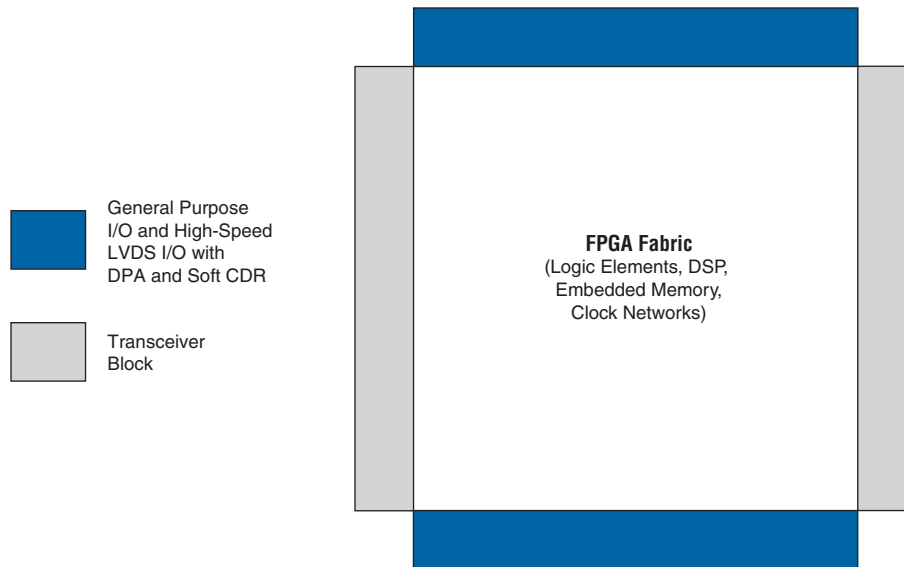 General Purpose
I/O and High-Speed
LVDS I/O with
DPA and Soft CDR
Transceiver
Block
FPGA Fabric
(Logic Elements, DSP,
Embedded Memory,
Clock Networks)